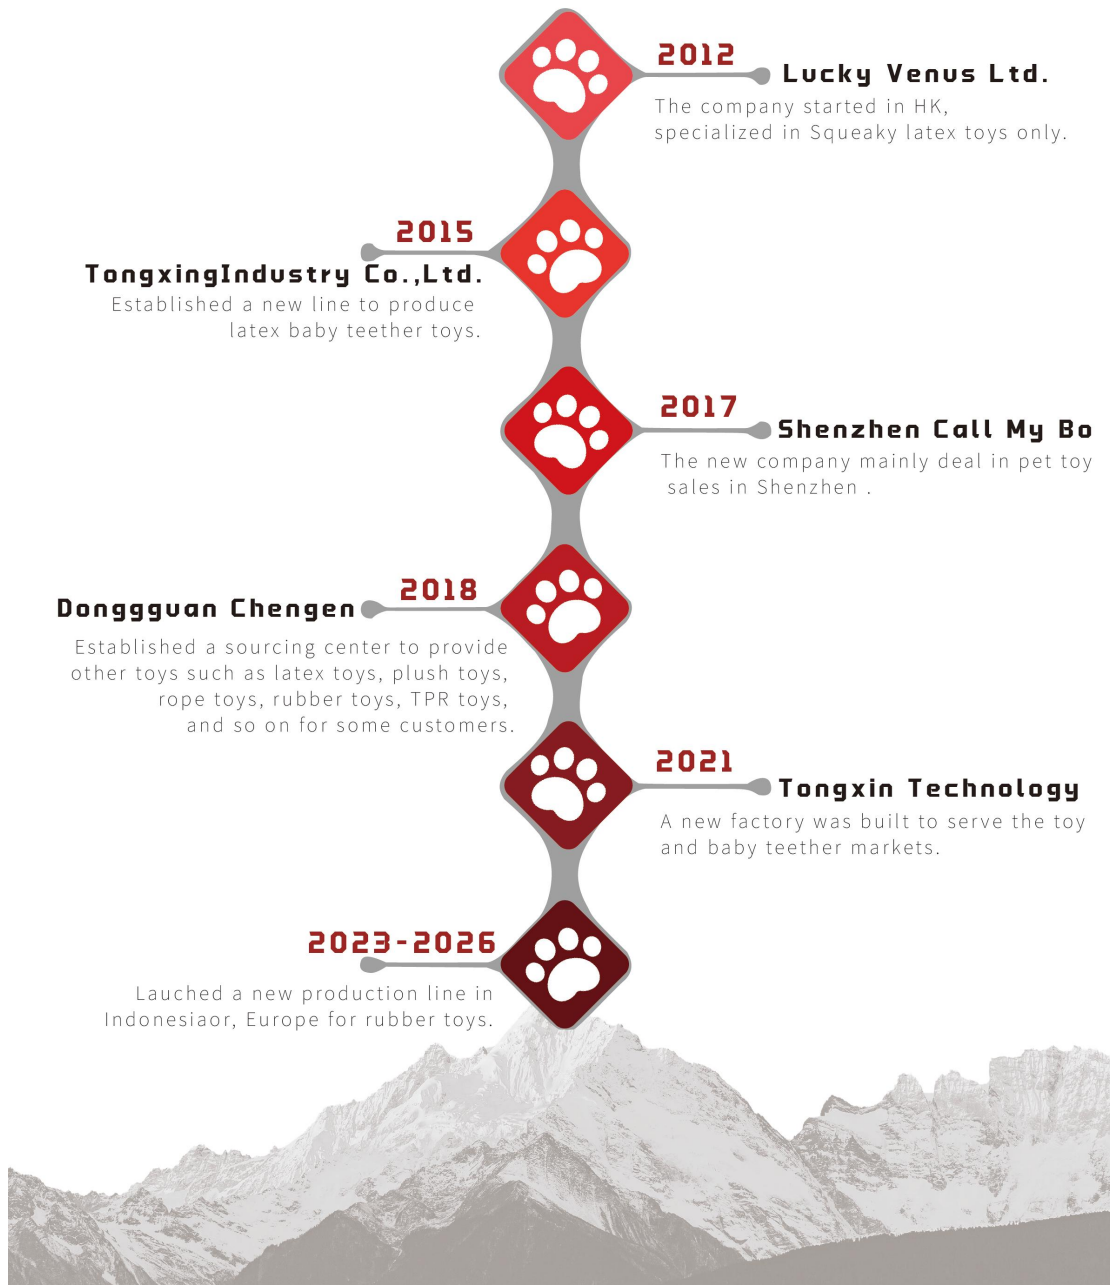 2012
Lucky Venus Ltd.
The company started in HK,
specialized in Squeaky latex toys only.
2015
TongxingIndustry Co.,Ltd.
Established a new line to produce
latex baby teether toys.
2017
Shenzhen Call My Bo
The new company mainly deal in pet toy
sales in Shenzhen .
2018
Donggguan Chengen
Established a sourcing center to provide
other toys such as latex toys, plush toys,
rope toys, rubber toys, TPR toys,
and so on for some customers.
2021
Tongxin Technology
A new factory was built to serve the toy
and baby teether markets.
2023-2026
Lauched a new production line in
Indonesiaor, Europe for rubber toys.